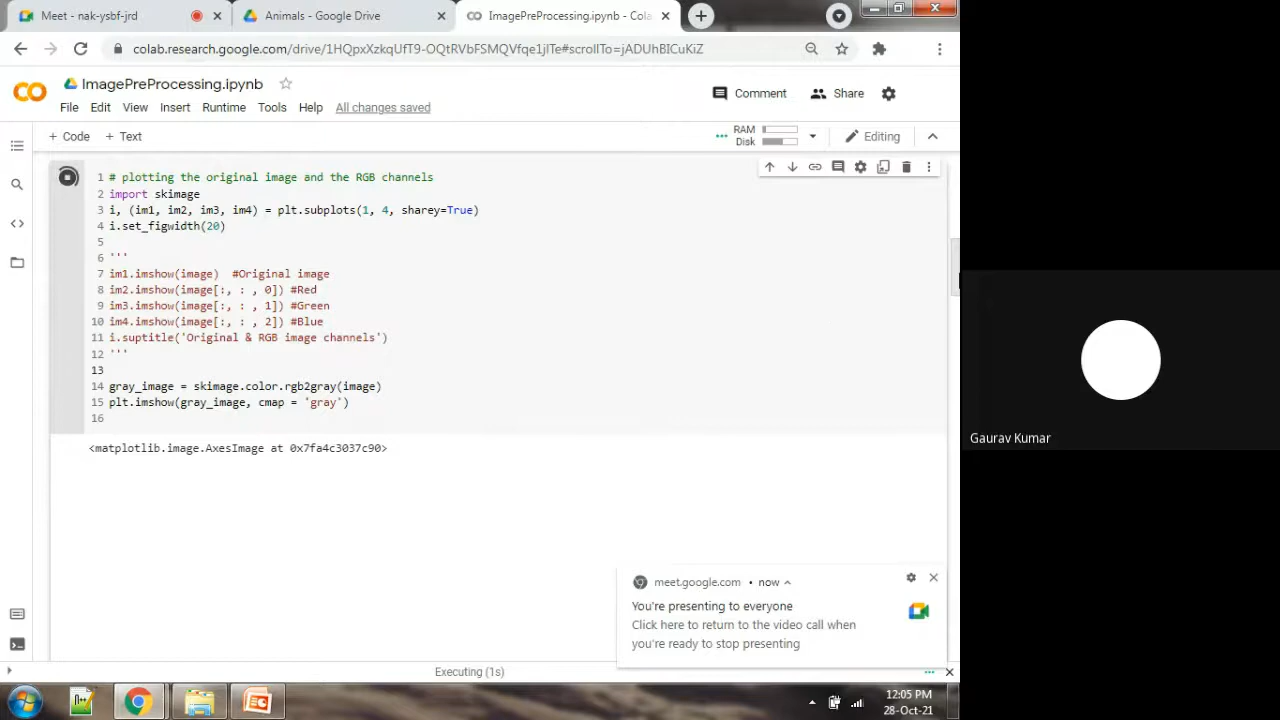 Meet - nak-ysbf-jrd
Animals - Google Drive
ImagePreProcessing.ipynb - Cola
colab.research.google.com/drive/1HQpxXzkqUfT9-OQtRVbFSMQVfqe1jlTe#scrollTo=jADUhBICuKiZ
ImagePreProcessing.ipynb
File Edit View Insert Runtime Tools Help All changes saved
Comment Share
+ Code + Text
RAM
Disk
Editing
1 # plotting the original image and the RGB channels
2 import skimage
3 i, (im1, im2, im3, im4) = plt.subplots(1, 4, sharey=True)
4 i.set_figwidth(20)
5
6 '''
7 im1.imshow(image)  #Original image
8 im2.imshow(image[:, : , 0]) #Red
9 im3.imshow(image[:, : , 1]) #Green
10 im4.imshow(image[:, : , 2]) #Blue
11 i.suptitle('Original & RGB image channels')
12 '''
13
14 gray_image = skimage.color.rgb2gray(image)
15 plt.imshow(gray_image, cmap = 'gray')
16
<matplotlib.image.AxesImage at 0x7fa4c3037c90>
Gaurav Kumar
meet.google.com • now
You're presenting to everyone
Click here to return to the video call when
you're ready to stop presenting
Executing (1s)
12:05 PM
28-Oct-21